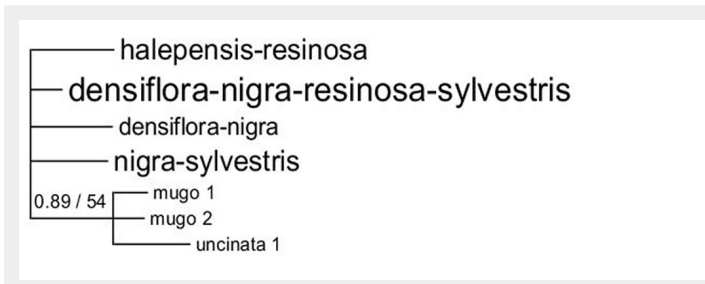 halepensis-resinosa
densiflora-nigra-resinosa-sylvestris
densiflora-nigra
nigra-sylvestris
0.89 / 54
mugo 1
mugo 2
uncinata 1